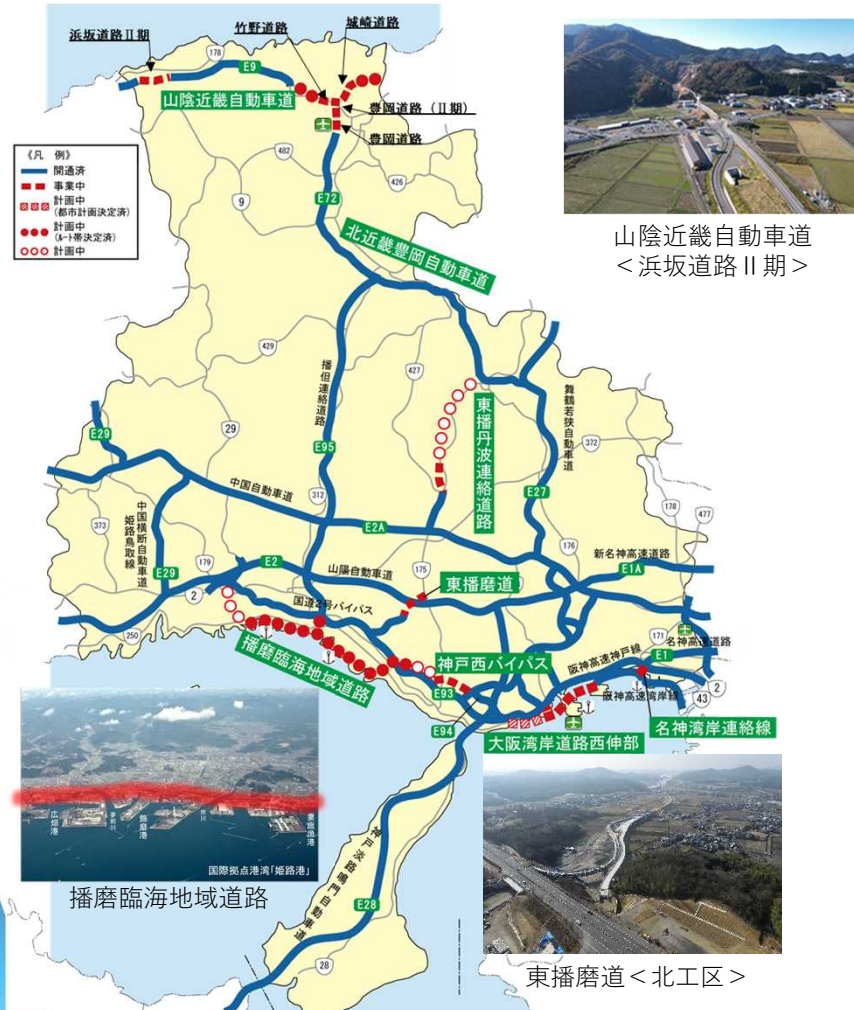 浜坂道路Ⅱ期
竹野道路
城崎道路
178
E9
山陰近畿自動車道
豊岡道路(Ⅱ期)
豊岡道路
482
426
9
E72
《凡 例》
開通済
事業中
計画中
(都市計画決定済)
計画中
(ルート帯決定済)
計画中
山陰近畿自動車道
<浜坂道路Ⅱ期>
北近畿豊岡自動車道
429
427
播但連絡道路
東播丹波連絡道路
舞鶴若狭自動車道
372
E29
29
E95
312
中国自動車道
E2A
E27
178
477
373
中国横断自動車道
姫路鳥取線
179
E29
E2
山陽自動車道
175
176
新名神高速道路
E1A
東播磨道
2
国道2号バイパス
250
171
名神高速道路
E1
播磨臨海地域道路
神戸西バイパス
阪神高速神戸線
E93
阪神高速湾岸線
43
2
E94
大阪湾岸道路西伸部
名神湾岸連絡線
広畑港
夢前川
飾磨港
妻鹿漁港
国際拠点港湾「姫路港」
播磨臨海地域道路
神戸淡路鳴門自動車道
E28
28
東播磨道<北工区>